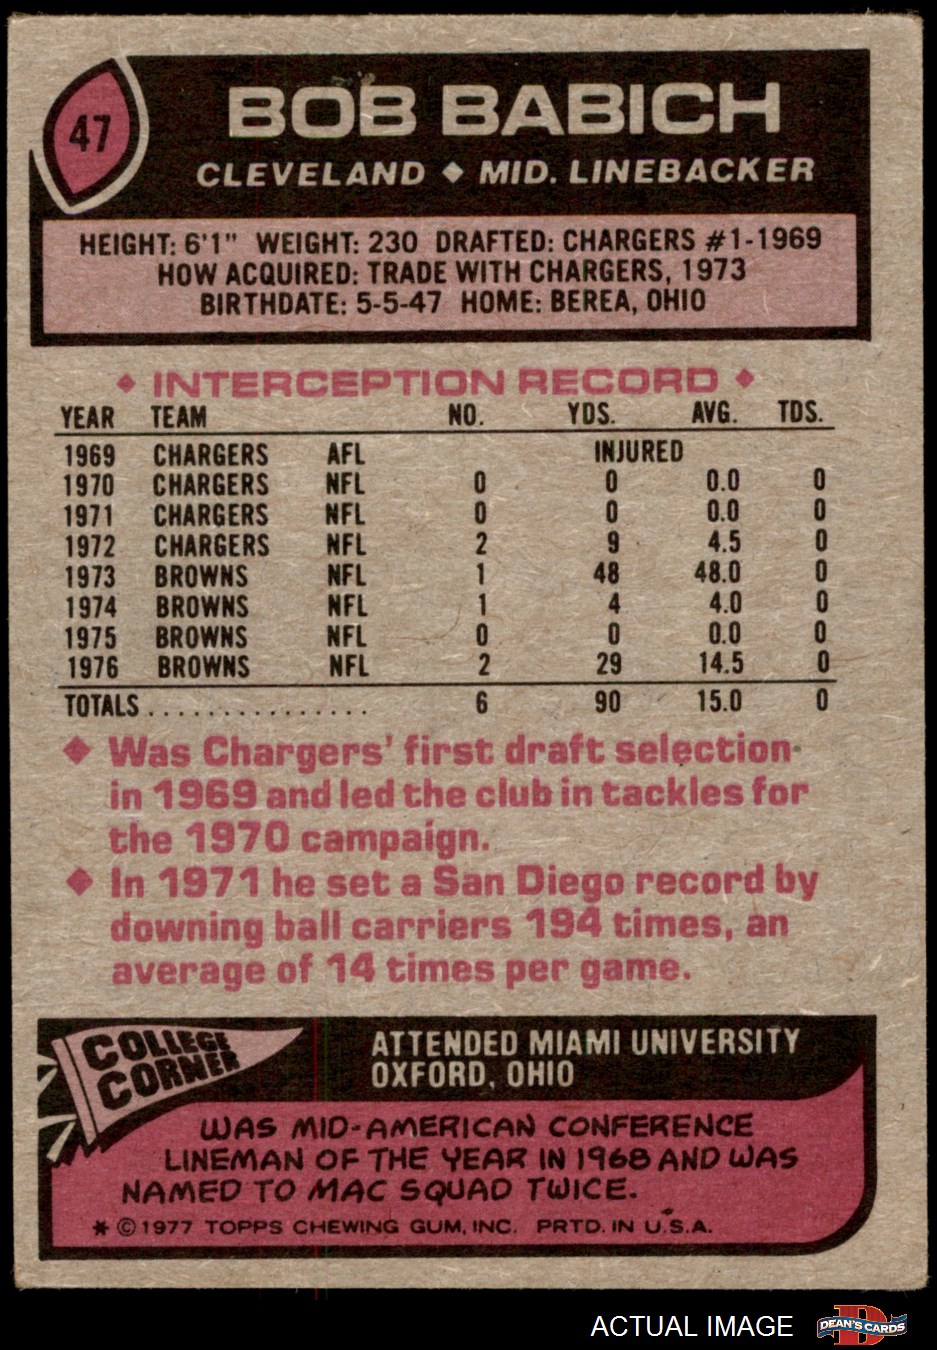 47
BOB BABICH
CLEVELAND ◆ MID. LINEBACKER
HEIGHT: 6'1" WEIGHT: 230 DRAFTED: CHARGERS #1-1969
HOW ACQUIRED: TRADE WITH CHARGERS, 1973
BIRTHDATE: 5-5-47 HOME: BEREA, OHIO
◆ INTERCEPTION RECORD ◆
YEAR TEAM NO. YDS. AVG. TDS.
1969 CHARGERS AFL INJURED
1970 CHARGERS NFL 0 0 0.0 0
1971 CHARGERS NFL 0 0 0.0 0
1972 CHARGERS NFL 2 9 4.5 0
1973 BROWNS NFL 1 48 48.0 0
1974 BROWNS NFL 1 4 4.0 0
1975 BROWNS NFL 0 0 0.0 0
1976 BROWNS NFL 2 29 14.5 0
TOTALS . . . . . . . . . . . . . . . 6 90 15.0 0
◆ Was Chargers' first draft selection
in 1969 and led the club in tackles for
the 1970 campaign.
◆ In 1971 he set a San Diego record by
downing ball carriers 194 times, an
average of 14 times per game.
COLLEGE
CORNER
ATTENDED MIAMI UNIVERSITY
OXFORD, OHIO
WAS MID-AMERICAN CONFERENCE
LINEMAN OF THE YEAR IN 1968 AND WAS
NAMED TO MAC SQUAD TWICE.
* © 1977 TOPPS CHEWING GUM, INC. PRTD. IN U.S.A.
ACTUAL IMAGE
D
DEAN'S CARDS